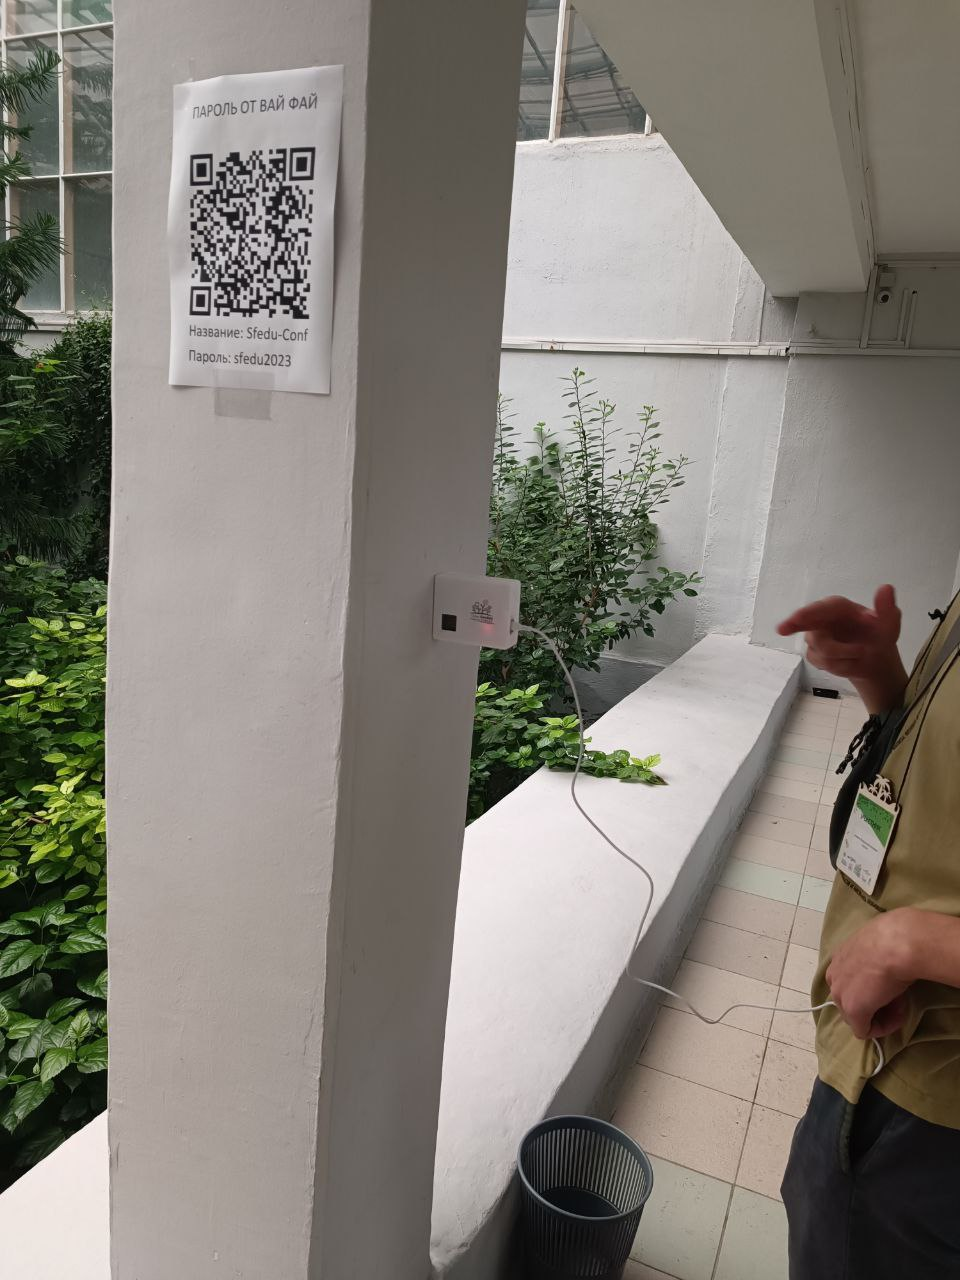 ПАРОЛЬ ОТ ВАЙ ФАЙ
Название: Sfedu-Conf
Пароль: sfedu2023